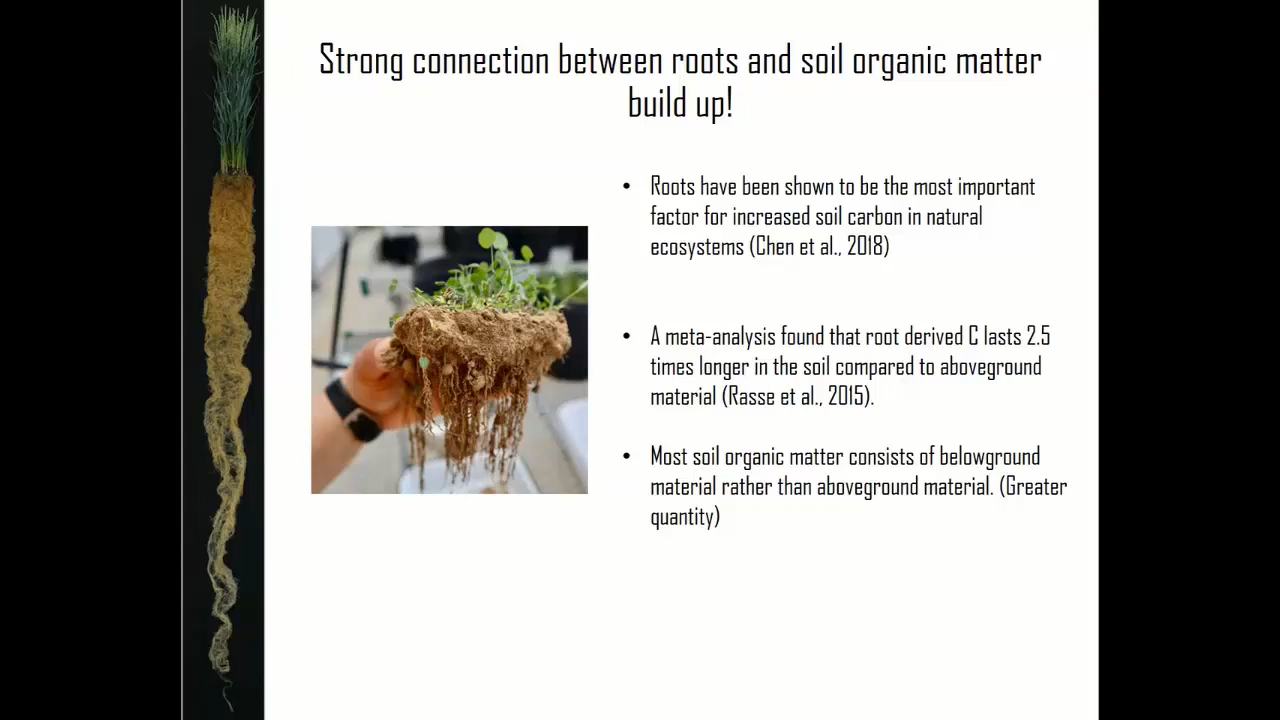 Strong connection between roots and soil organic matter
build up!
• Roots have been shown to be the most important
factor for increased soil carbon in natural
ecosystems (Chen et al., 2018)
• A meta-analysis found that root derived C lasts 2.5
times longer in the soil compared to aboveground
material (Rasse et al., 2015).
• Most soil organic matter consists of belowground
material rather than aboveground material. (Greater
quantity)